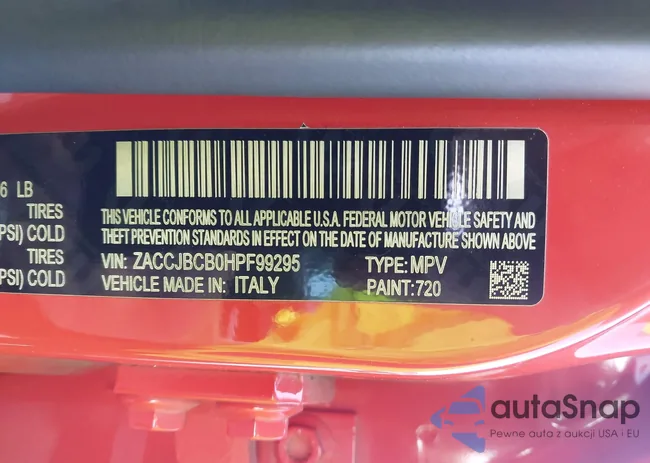 6 LB
TIRES
PSI) COLD
TIRES
PSI) COLD
THIS VEHICLE CONFORMS TO ALL APPLICABLE U.S.A. FEDERAL MOTOR VEHICLE SAFETY AND
THEFT PREVENTION STANDARDS IN EFFECT ON THE DATE OF MANUFACTURE SHOWN ABOVE
VIN: ZACCJBCB0HPF99295 TYPE: MPV
VEHICLE MADE IN: ITALY PAINT: 720
autoSnap
Pewne auta z aukcji USA i EU